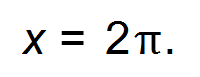 x = 2π.